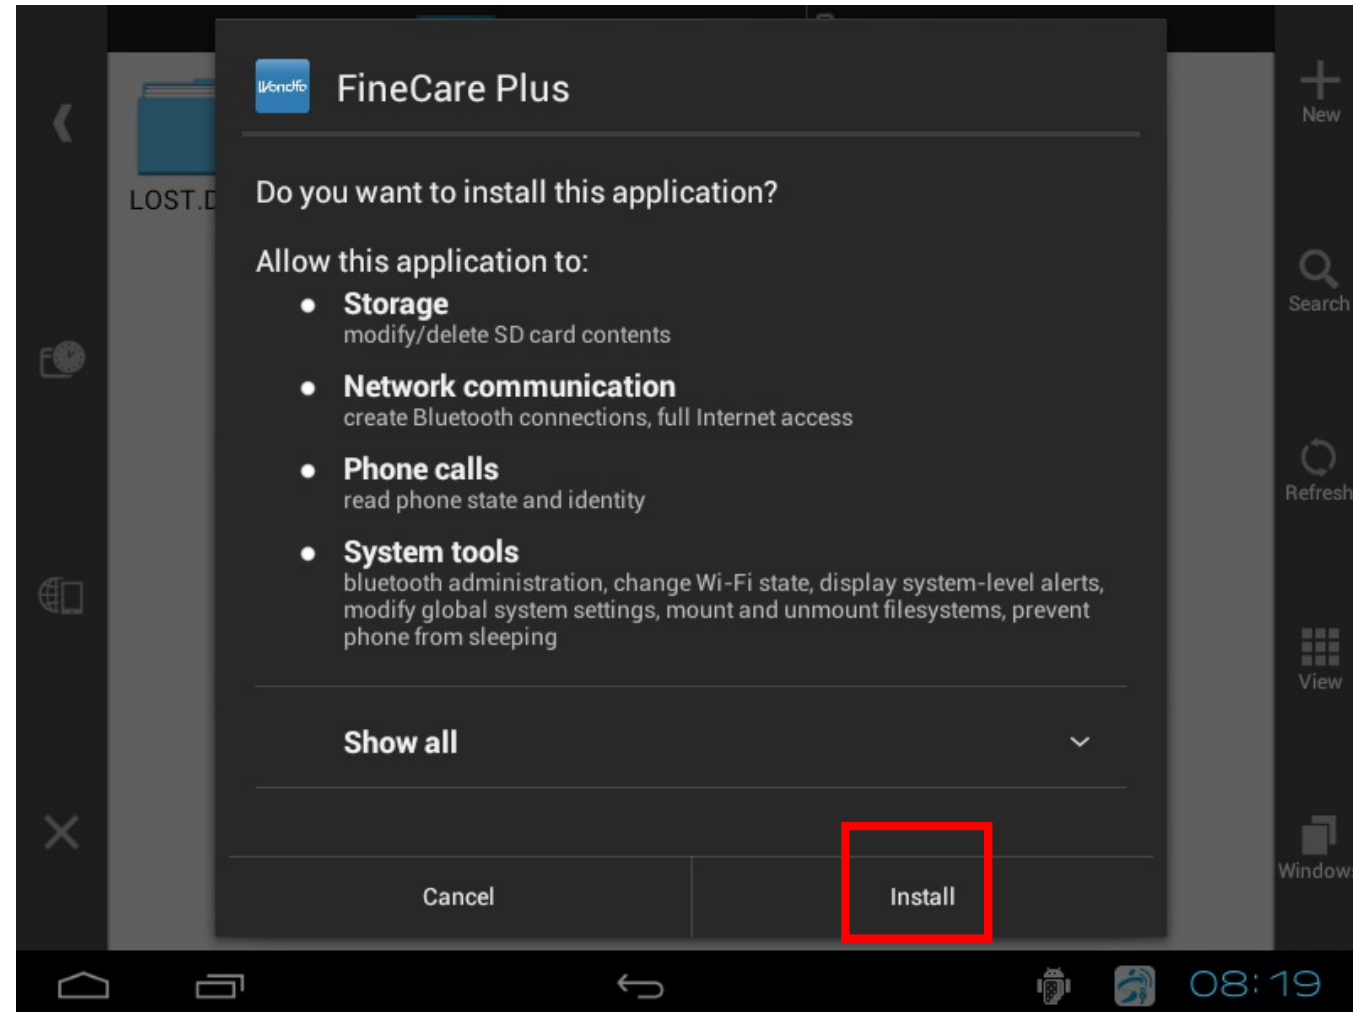 Wondfo
FineCare Plus
New
LOST.D
Do you want to install this application?
Allow this application to:
Storage
modify/delete SD card contents
Search
Network communication
create Bluetooth connections, full Internet access
Phone calls
read phone state and identity
Refresh
System tools
bluetooth administration, change Wi-Fi state, display system-level alerts,
modify global system settings, mount and unmount filesystems, prevent
phone from sleeping
View
Show all
Window
Cancel
Install
08:19